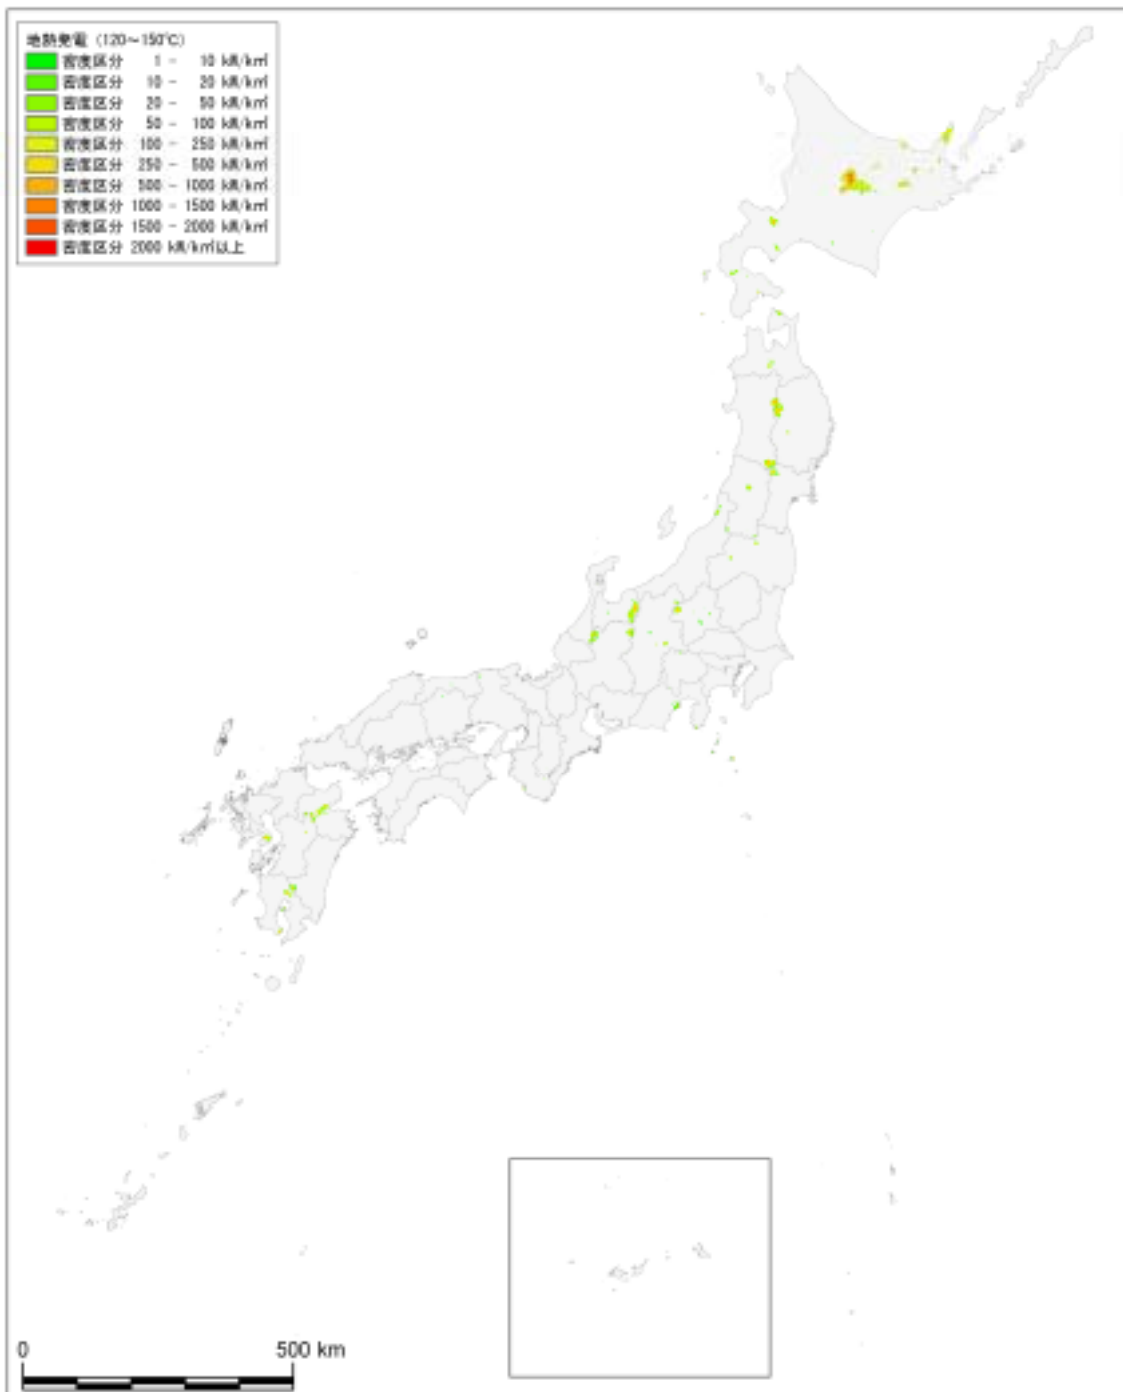 地熱発電 (120～150℃)
密度区分 1 - 10 kW/km²
密度区分 10 - 20 kW/km²
密度区分 20 - 50 kW/km²
密度区分 50 - 100 kW/km²
密度区分 100 - 250 kW/km²
密度区分 250 - 500 kW/km²
密度区分 500 - 1000 kW/km²
密度区分 1000 - 1500 kW/km²
密度区分 1500 - 2000 kW/km²
密度区分 2000 kW/km²以上
0 500 km